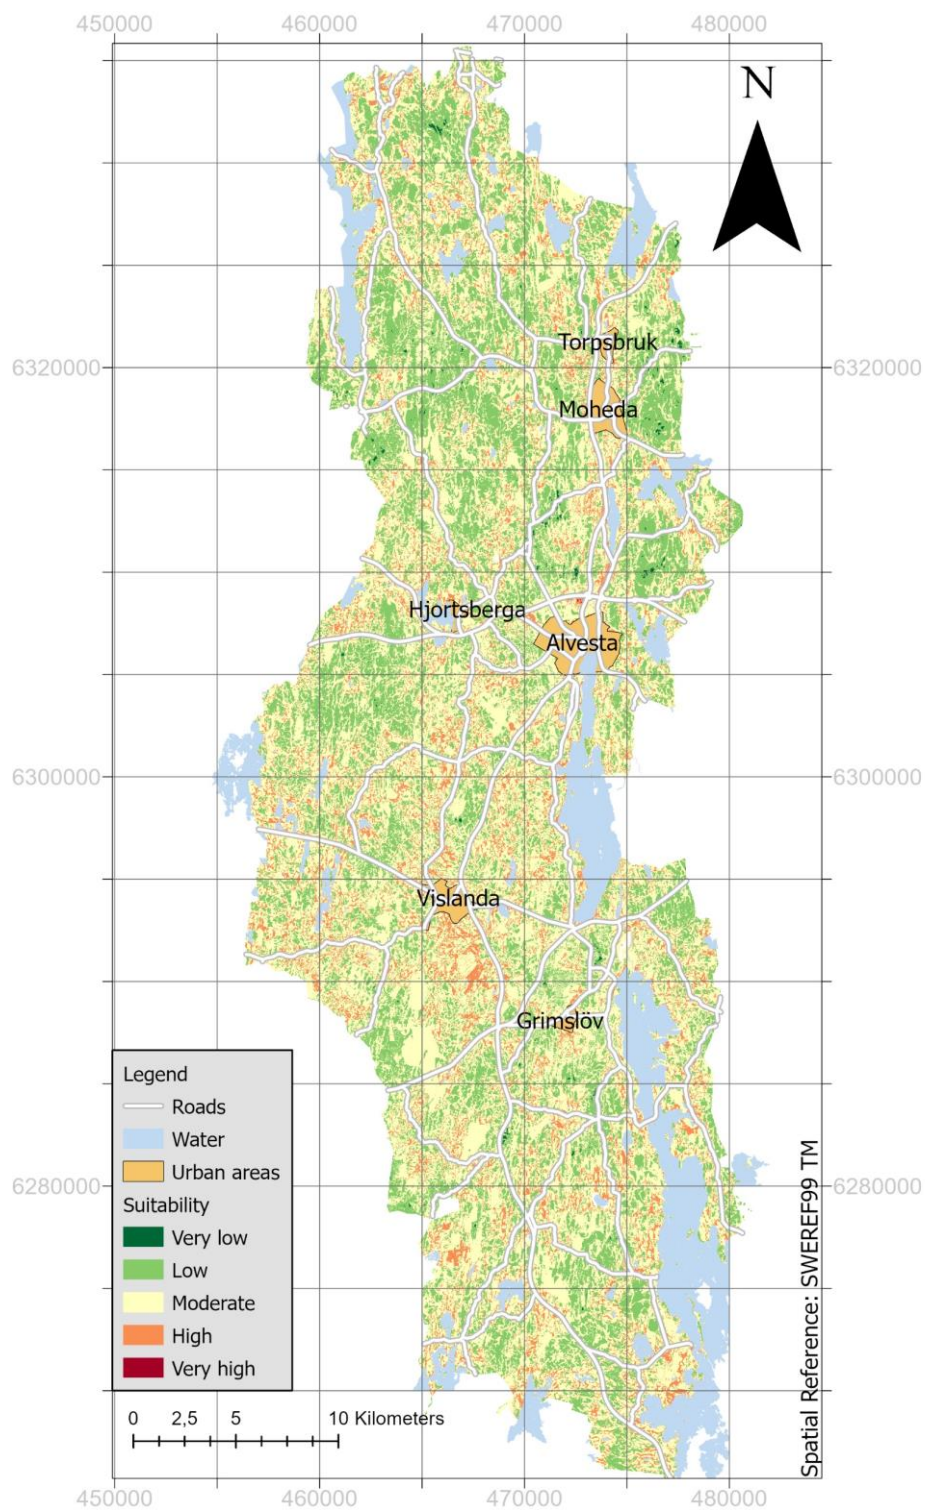 450000 460000 470000 480000
N
Torpsbruk
6320000 6320000
Moheda
Hjortsberga
Alvesta
6300000 6300000
Vislanda
Grimslöv
Legend
Roads
Water
Urban areas
6280000 6280000
Suitability
Very low
Low
Moderate
High
Very high
0 2,5 5 10 Kilometers
Spatial Reference: SWEREF99 TM
450000 460000 470000 480000